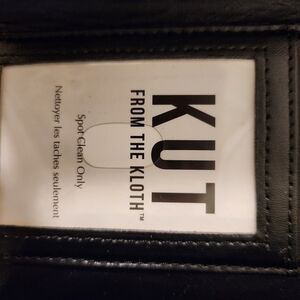 KUT
FROM THE KLOTH™
Spot Clean Only
Nettoyer les taches seulement